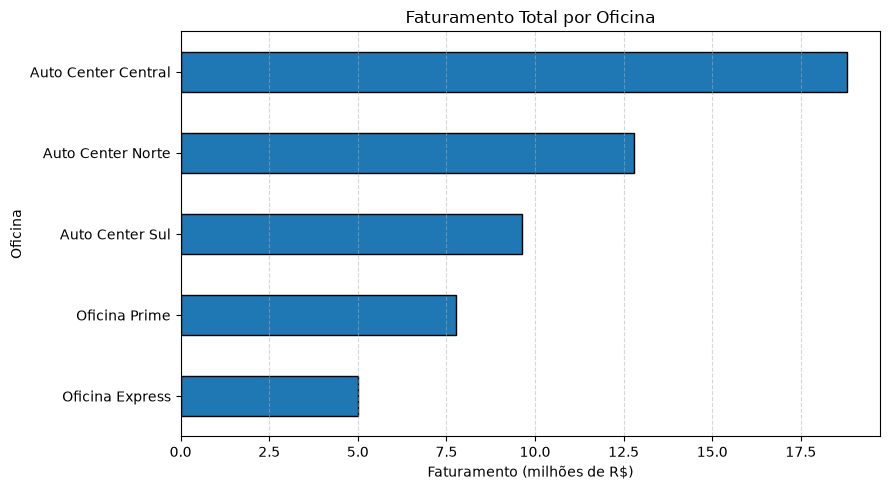 Faturamento Total por Oficina
Oficina
Auto Center Central
Auto Center Norte
Auto Center Sul
Oficina Prime
Oficina Express
0.0 2.5 5.0 7.5 10.0 12.5 15.0 17.5
Faturamento (milhões de R$)